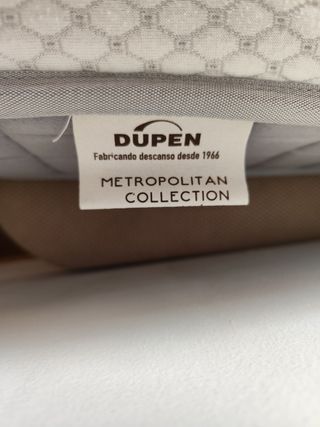 DUPEN
Fabricando descanso desde 1966
METROPOLITAN
COLLECTION